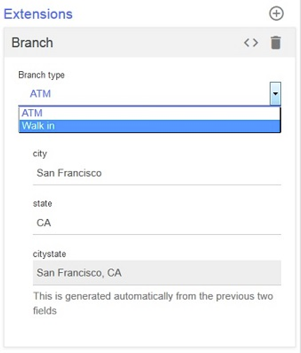 Extensions
Branch
Branch type
ATM
ATM
Walk in
city
San Francisco
state
CA
citystate
San Francisco, CA
This is generated automatically from the previous two
fields